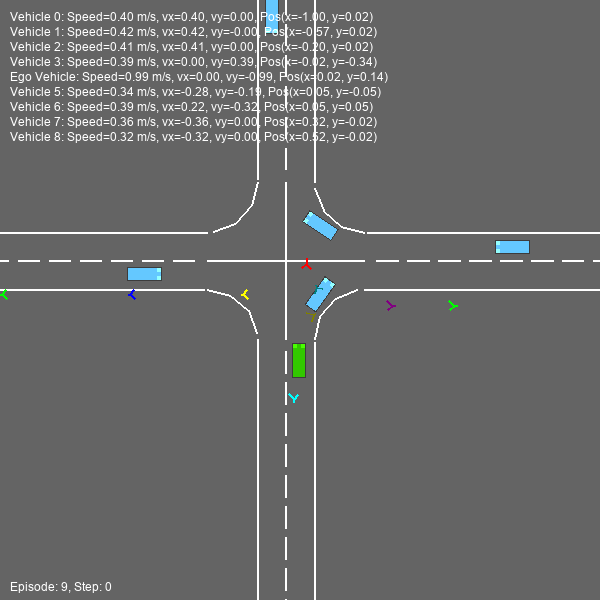 Vehicle 0: Speed=0.40 m/s, vx=0.40, vy=0.00, Pos(x=-1.00, y=0.02)
Vehicle 1: Speed=0.42 m/s, vx=0.42, vy=-0.00, Pos(x=-0.57, y=0.02)
Vehicle 2: Speed=0.41 m/s, vx=0.41, vy=0.00, Pos(x=-0.20, y=0.02)
Vehicle 3: Speed=0.39 m/s, vx=0.00, vy=0.39, Pos(x=-0.02, y=-0.34)
Ego Vehicle: Speed=0.99 m/s, vx=0.00, vy=-0.99, Pos(x=0.02, y=0.14)
Vehicle 5: Speed=0.34 m/s, vx=-0.28, vy=-0.19, Pos(x=0.05, y=-0.05)
Vehicle 6: Speed=0.39 m/s, vx=0.22, vy=-0.32, Pos(x=0.05, y=0.05)
Vehicle 7: Speed=0.36 m/s, vx=-0.36, vy=0.00, Pos(x=0.32, y=-0.02)
Vehicle 8: Speed=0.32 m/s, vx=-0.32, vy=0.00, Pos(x=0.52, y=-0.02)
Episode: 9, Step: 0